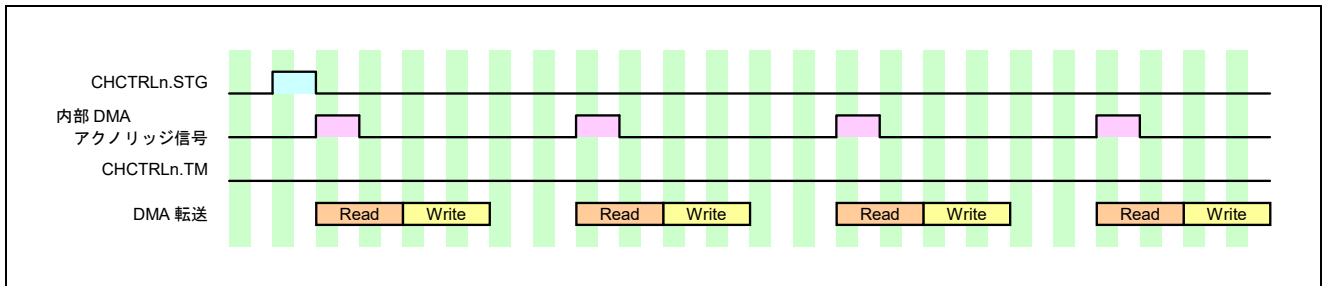 CHCTRLn.STG
内部 DMA
アクノリッジ信号
CHCTRLn.TM
DMA 転送
Read Write Read Write Read Write Read Write